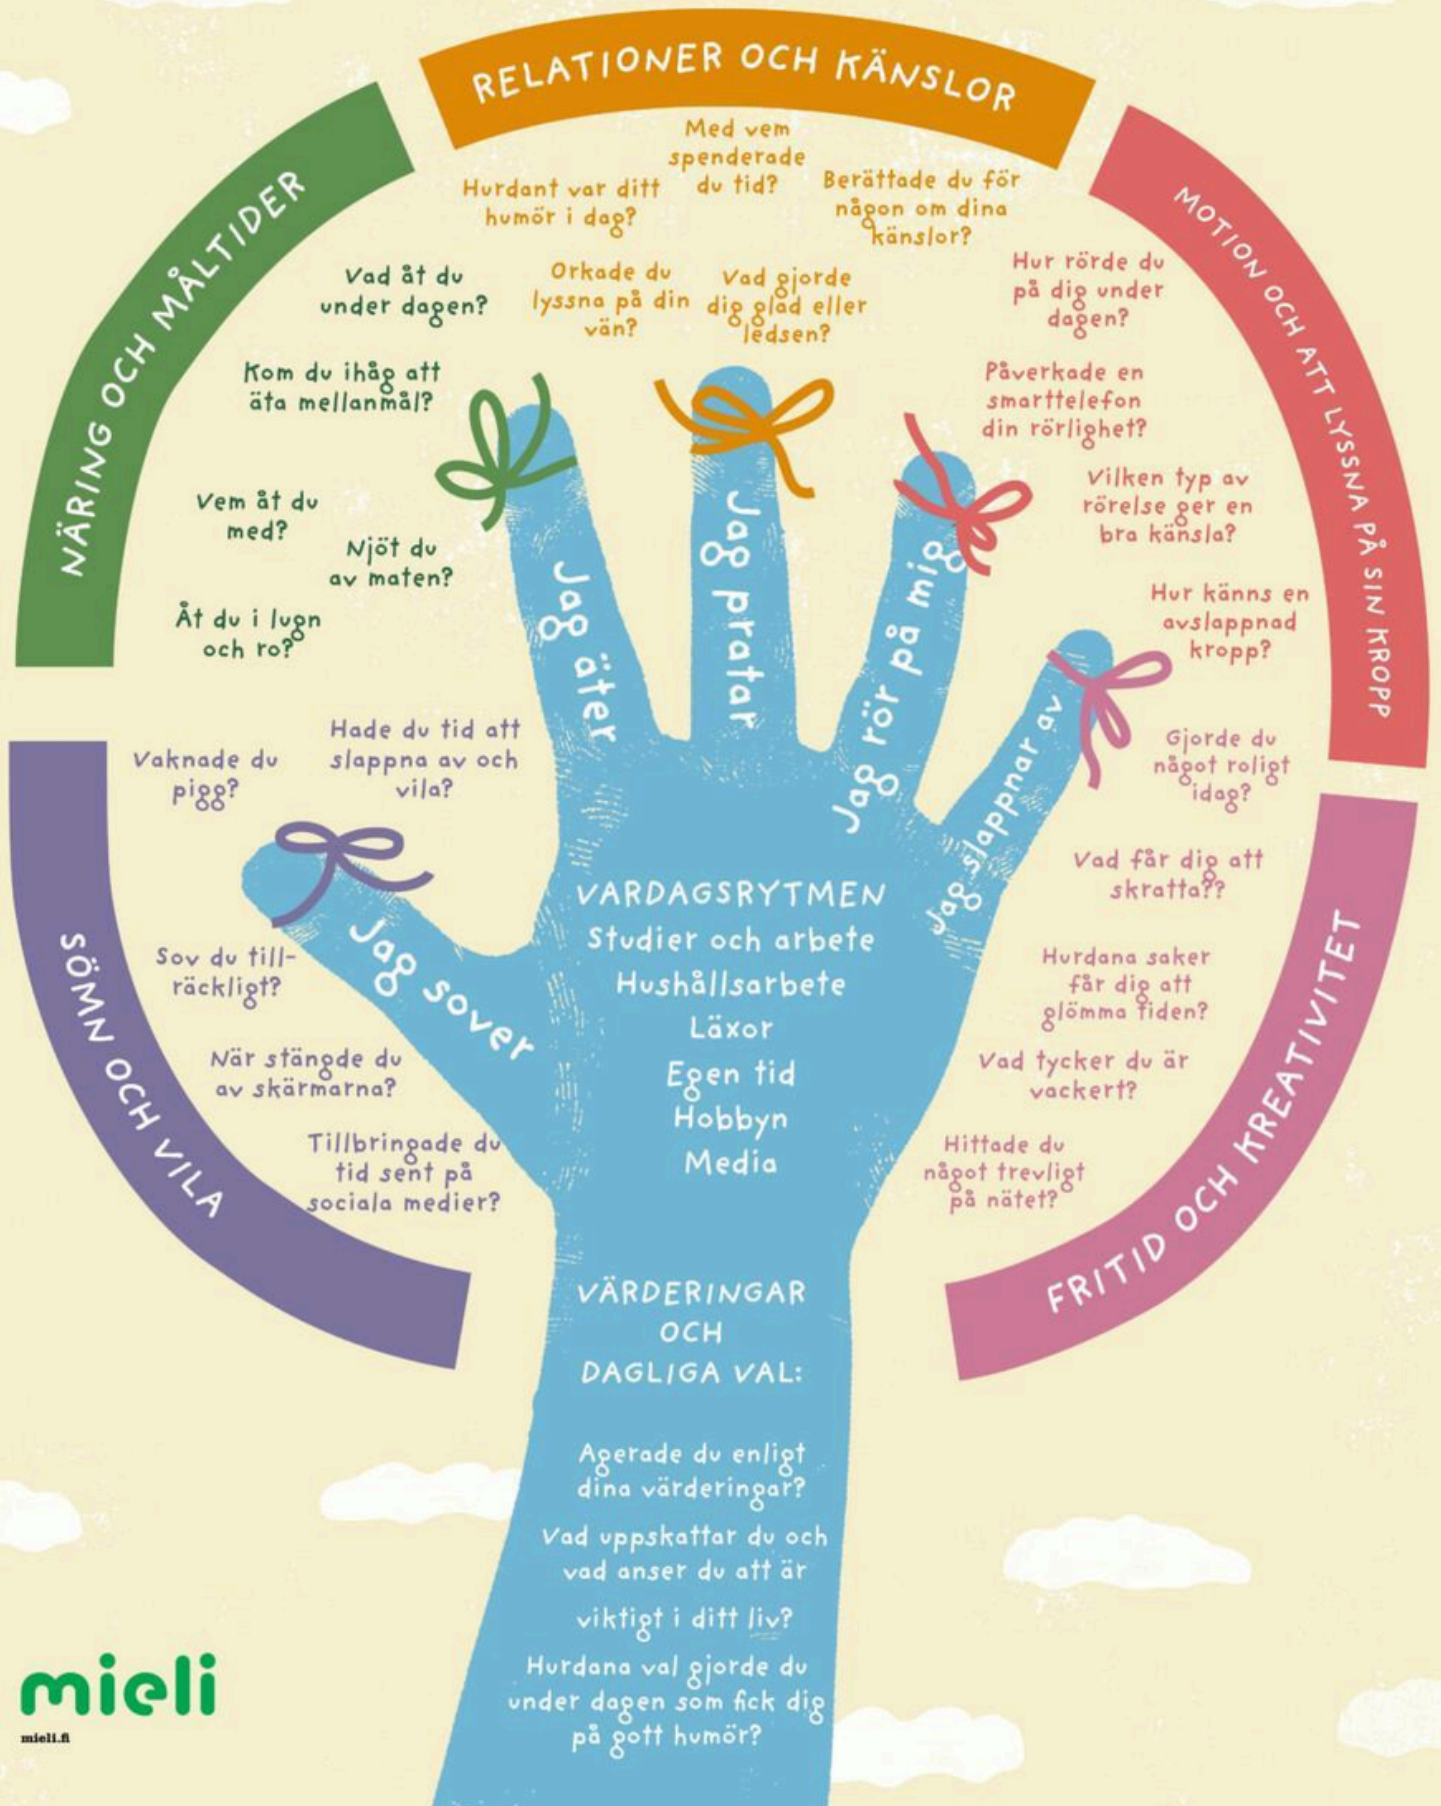 RELATIONER OCH KÄNSLOR
Med vem
spenderade
du tid?
Hurdant var ditt
humör i dag?
Berättade du för
någon om dina
känslor?
Orkade du
lyssna på din
vän?
Vad gjorde
dig glad eller
ledsen?
NÄRING OCH MÅLTIDER
Vad åt du
under dagen?
Kom du ihåg att
äta mellanmål?
Vem åt du
med?
Njöt du
av maten?
Åt du i lugn
och ro?
MOTION OCH ATT LYSSNA PÅ SIN KROPP
Hur rörde du
på dig under
dagen?
Påverkade en
smarttelefon
din rörlighet?
Vilken typ av
rörelse ger en
bra känsla?
Hur känns en
avslappnad
kropp?
SÖMN OCH VILA
Vaknade du
pigg?
Hade du tid att
slappna av och
vila?
Sov du till-
räckligt?
När stängde du
av skärmarna?
Tillbringade du
tid sent på
sociala medier?
FRITID OCH KREATIVITET
Gjorde du
något roligt
idag?
Vad får dig att
skratta??
Hurdana saker
får dig att
glömma tiden?
Vad tycker du är
vackert?
Hittade du
något trevligt
på nätet?
Jag sover
Jag äter
Jag pratar
Jag rör på mig
Jag slappnar av
VARDAGSRYTMEN
Studier och arbete
Hushållsarbete
Läxor
Egen tid
Hobbyn
Media
VÄRDERINGAR
OCH
DAGLIGA VAL:
Agerade du enligt
dina värderingar?
Vad uppskattar du och
vad anser du att är
viktigt i ditt liv?
Hurdana val gjorde du
under dagen som fick dig
på gott humör?
mieli
mieli.fi